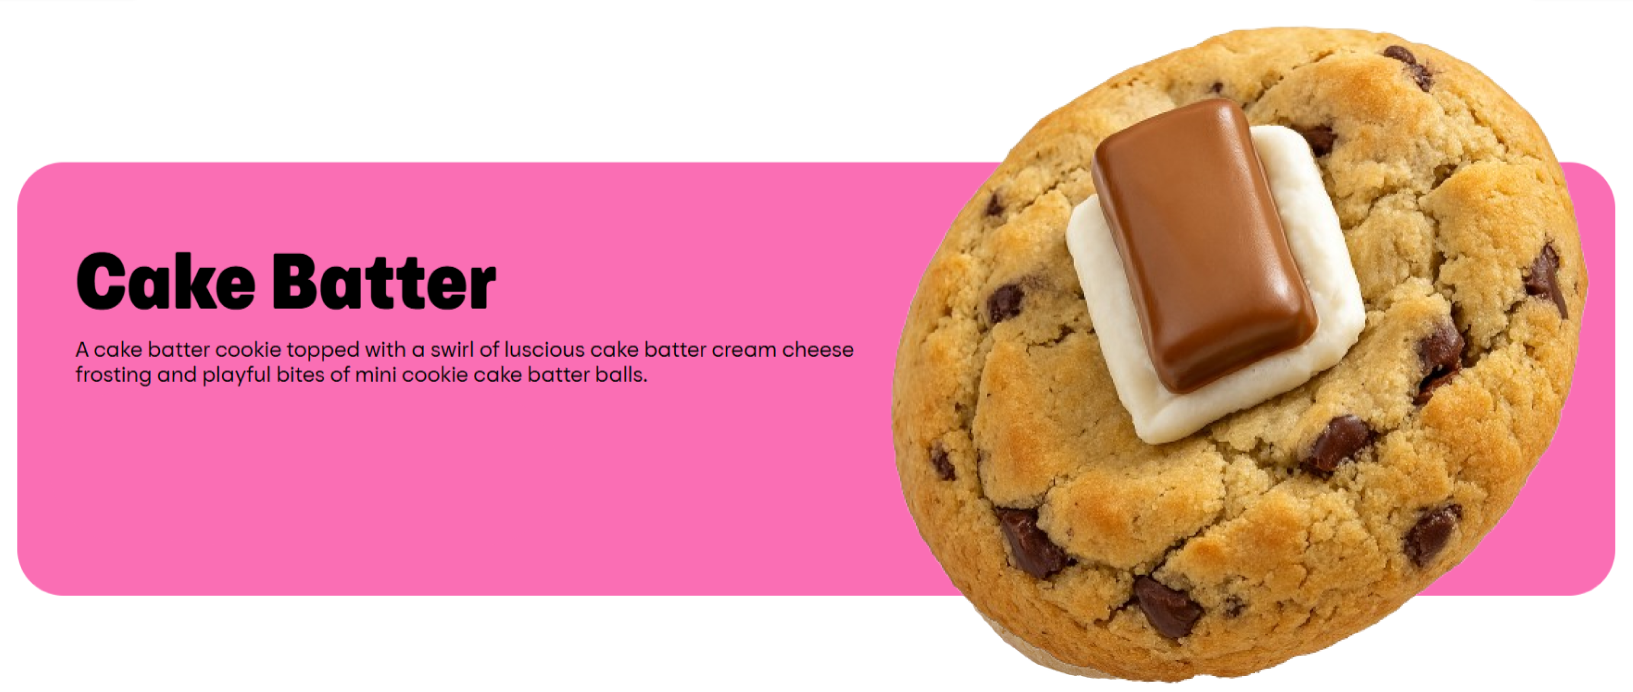 Cake Batter
A cake batter cookie topped with a swirl of luscious cake batter cream cheese
frosting and playful bites of mini cookie cake batter balls.